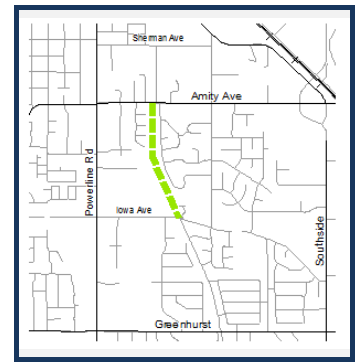 Sherman Ave
Amity Ave
Powerline Rd
Iowa Ave
Southside
Greenhurst